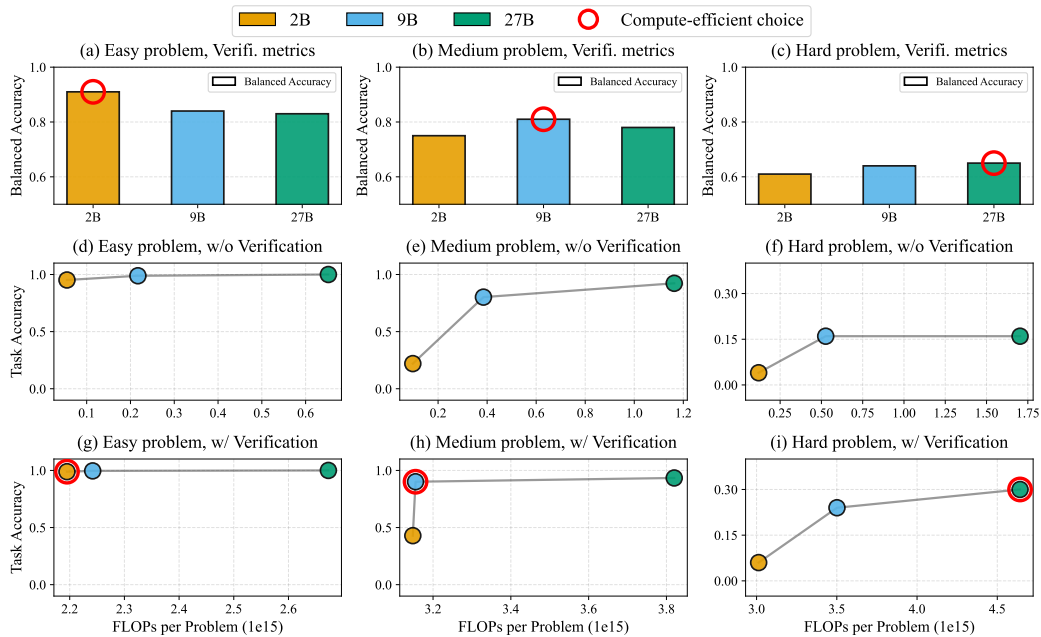 2B 9B 27B Compute-efficient choice
(a) Easy problem, Verifi. metrics
Balanced Accuracy
1.0
0.8
0.6
Balanced Accuracy
2B 9B 27B
(b) Medium problem, Verifi. metrics
Balanced Accuracy
1.0
0.8
0.6
Balanced Accuracy
2B 9B 27B
(c) Hard problem, Verifi. metrics
Balanced Accuracy
1.0
0.8
0.6
Balanced Accuracy
2B 9B 27B
(d) Easy problem, w/o Verification
Task Accuracy
1.0
0.5
0.0
0.1 0.2 0.3 0.4 0.5 0.6
(e) Medium problem, w/o Verification
1.0
0.5
0.0
0.2 0.4 0.6 0.8 1.0 1.2
(f) Hard problem, w/o Verification
0.30
0.15
0.00
0.25 0.50 0.75 1.00 1.25 1.50 1.75
(g) Easy problem, w/ Verification
Task Accuracy
1.0
0.5
0.0
2.2 2.3 2.4 2.5 2.6
FLOPs per Problem (1e15)
(h) Medium problem, w/ Verification
1.0
0.5
0.0
3.2 3.4 3.6 3.8
FLOPs per Problem (1e15)
(i) Hard problem, w/ Verification
0.30
0.15
0.00
3.0 3.5 4.0 4.5
FLOPs per Problem (1e15)